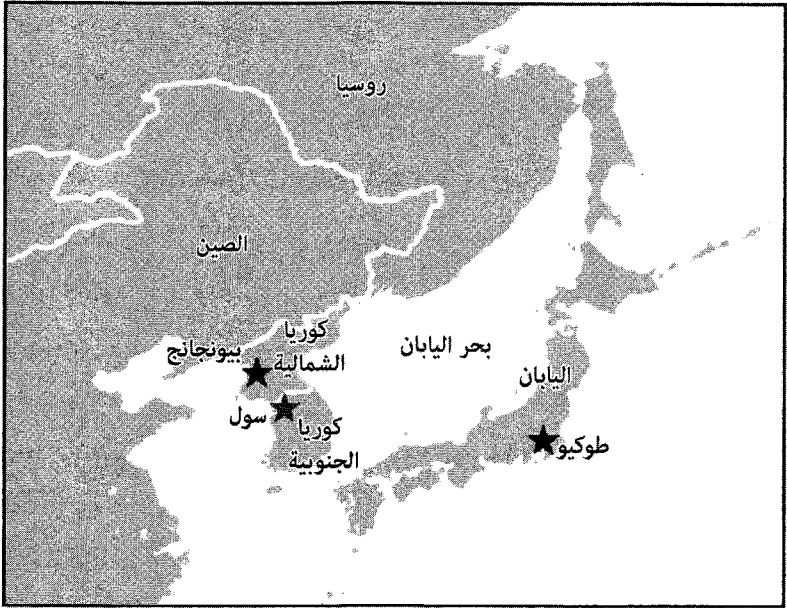 روسيا
الصين
كوريا
الشمالية
بيونجانج
بحر اليابان
اليابان
سول
كوريا
الجنوبية
طوكيو